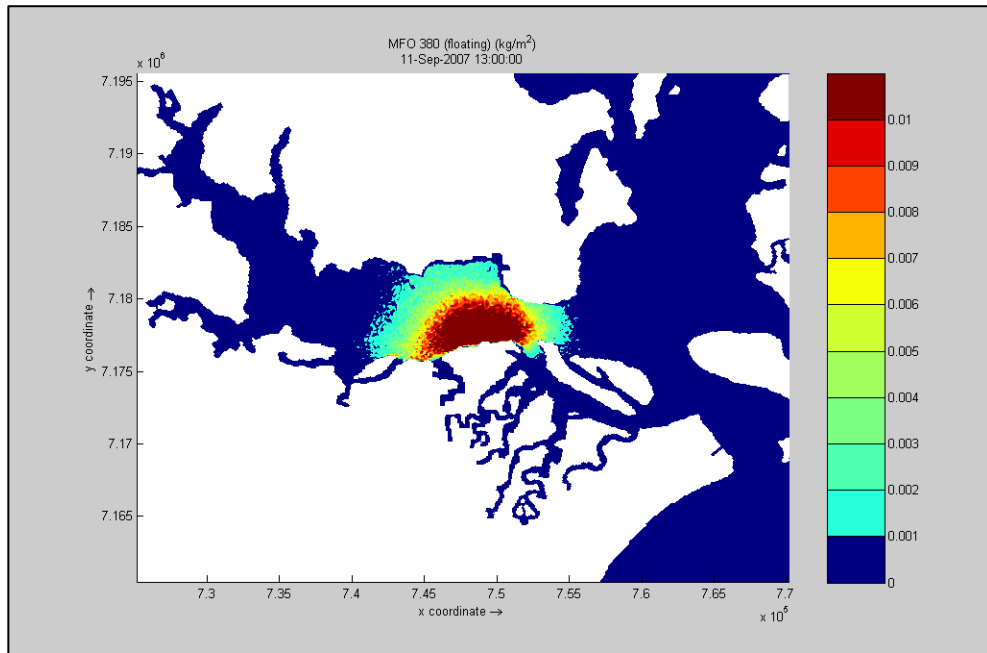 MFO 380 (floating) (kg/m²)
11-Sep-2007 13:00:00
x 10⁶
7.195
7.19
7.185
7.18
7.175
7.17
7.165
y coordinate →
7.3 7.35 7.4 7.45 7.5 7.55 7.6 7.65 7.7
x coordinate →
x 10⁵
0.01
0.009
0.008
0.007
0.006
0.005
0.004
0.003
0.002
0.001
0